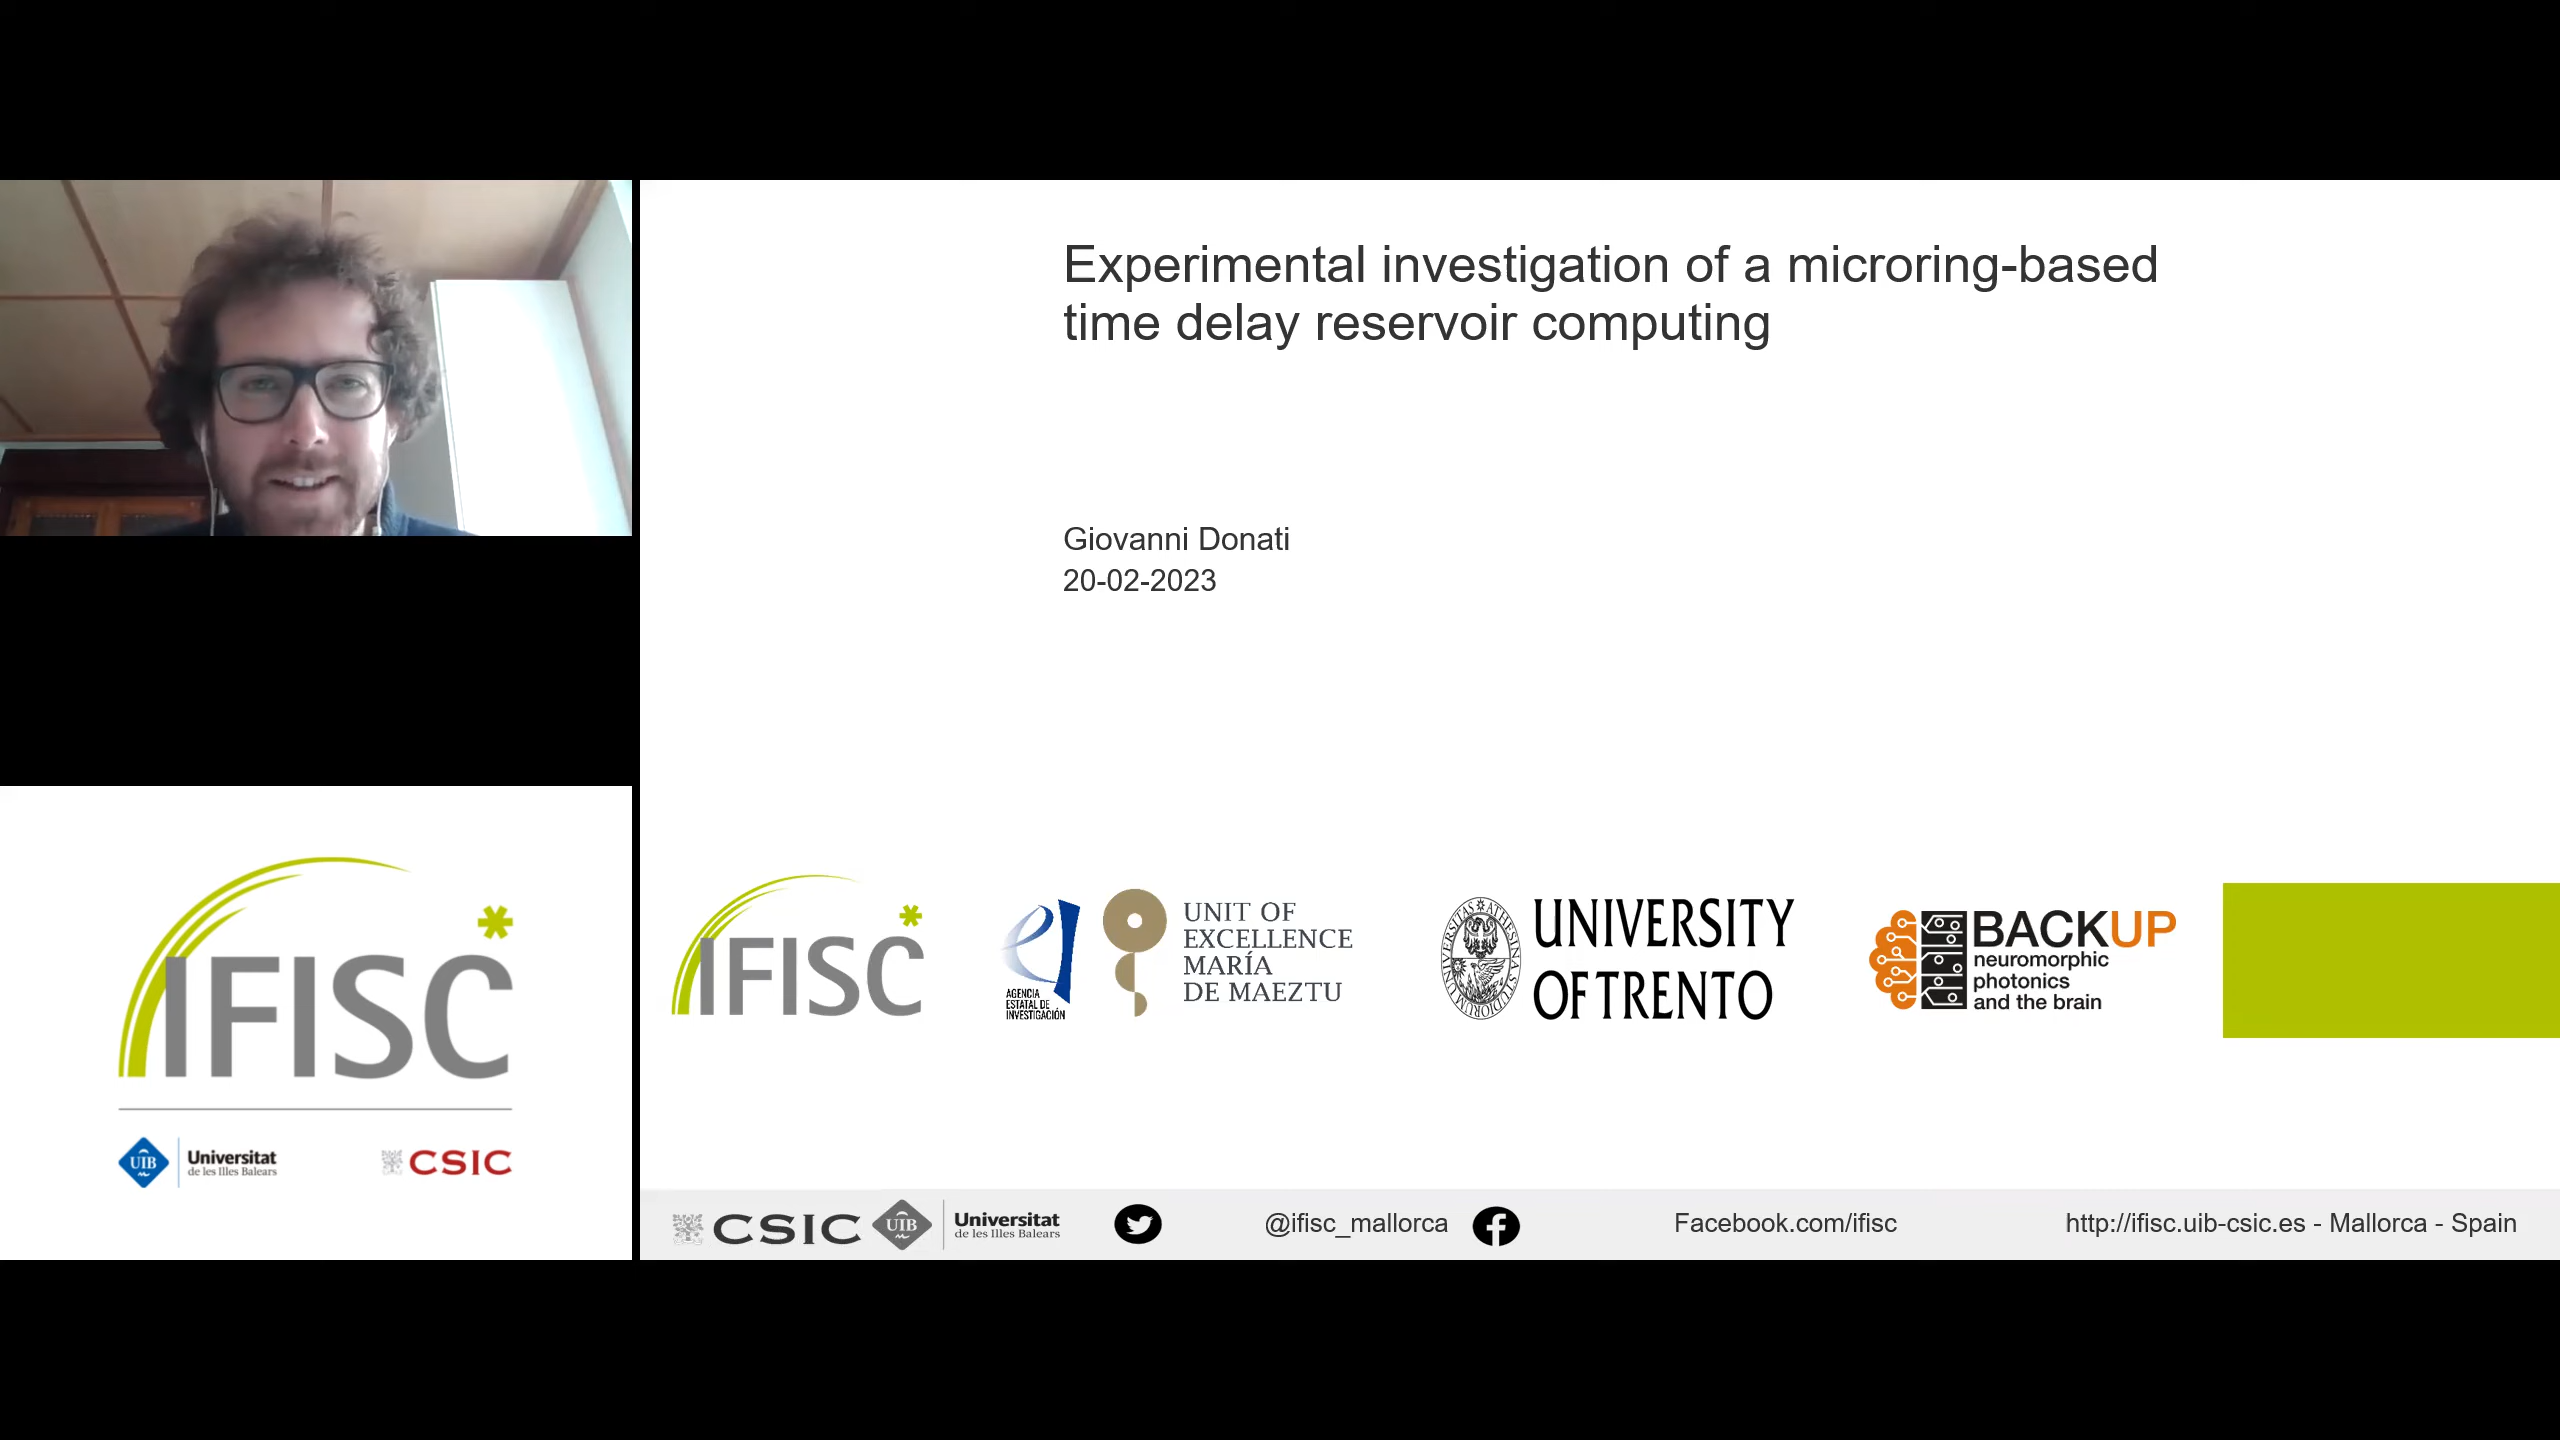 Experimental investigation of a microring-based
time delay reservoir computing
Giovanni Donati
20-02-2023
IFISC
UIB
Universitat
de les Illes Balears
CSIC
IFISC
AGENCIA
ESTATAL DE
INVESTIGACIÓN
UNIT OF
EXCELLENCE
MARÍA
DE MAEZTU
UNIVERSITY
OF TRENTO
BACKUP
neuromorphic
photonics
and the brain
CSIC
UIB
Universitat
de les Illes Balears
@ifisc_mallorca
Facebook.com/ifisc
http://ifisc.uib-csic.es - Mallorca - Spain